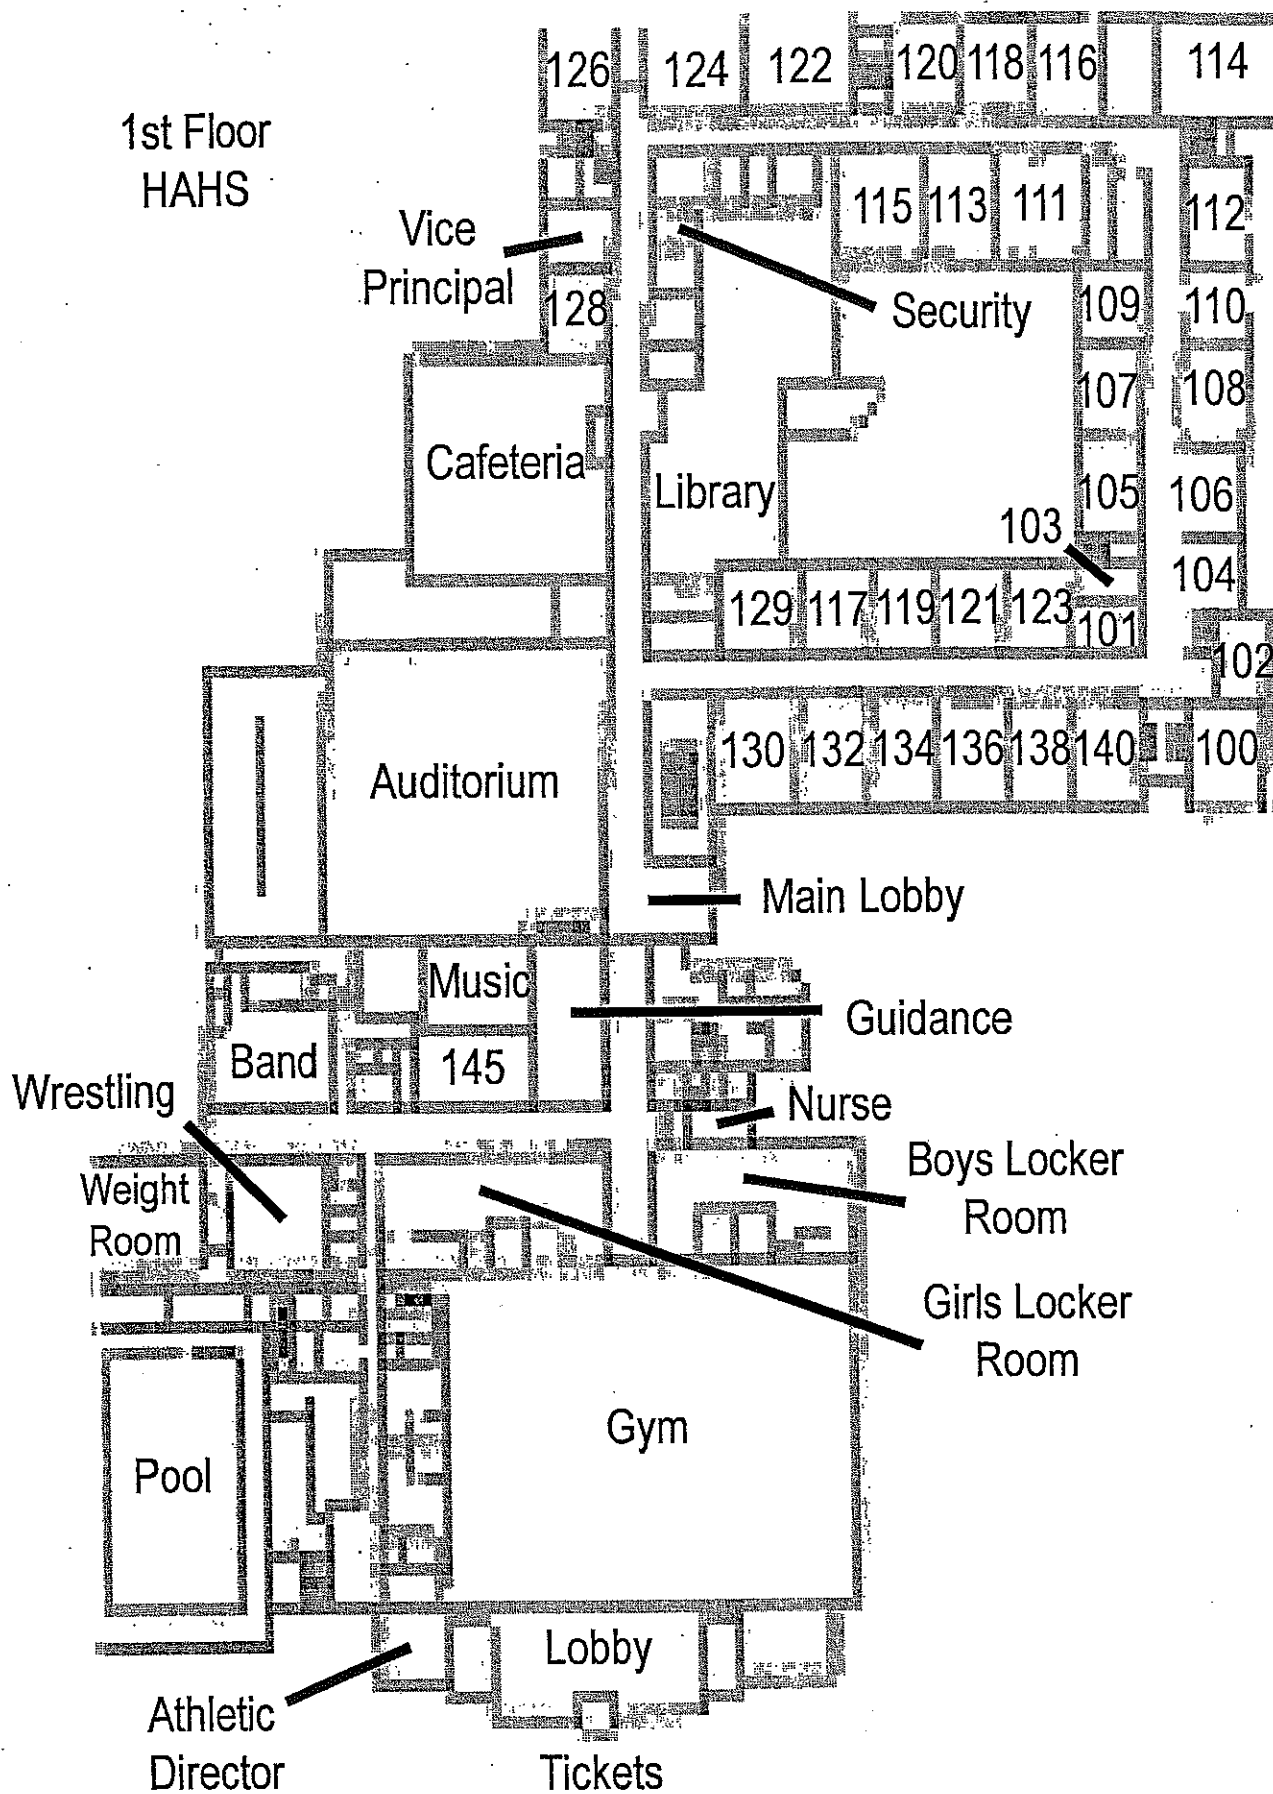 126
124
122
120
118
116
114
1st Floor
HAHS
115
113
111
112
Vice
Principal
128
Security
109
110
107
108
Cafeteria
Library
105
106
103
104
129
117
119
121
123
101
102
130
132
134
136
138
140
100
Auditorium
Main Lobby
Music
Guidance
Band
145
Wrestling
Nurse
Weight
Room
Boys Locker
Room
Girls Locker
Room
Gym
Pool
Lobby
Athletic
Director
Tickets